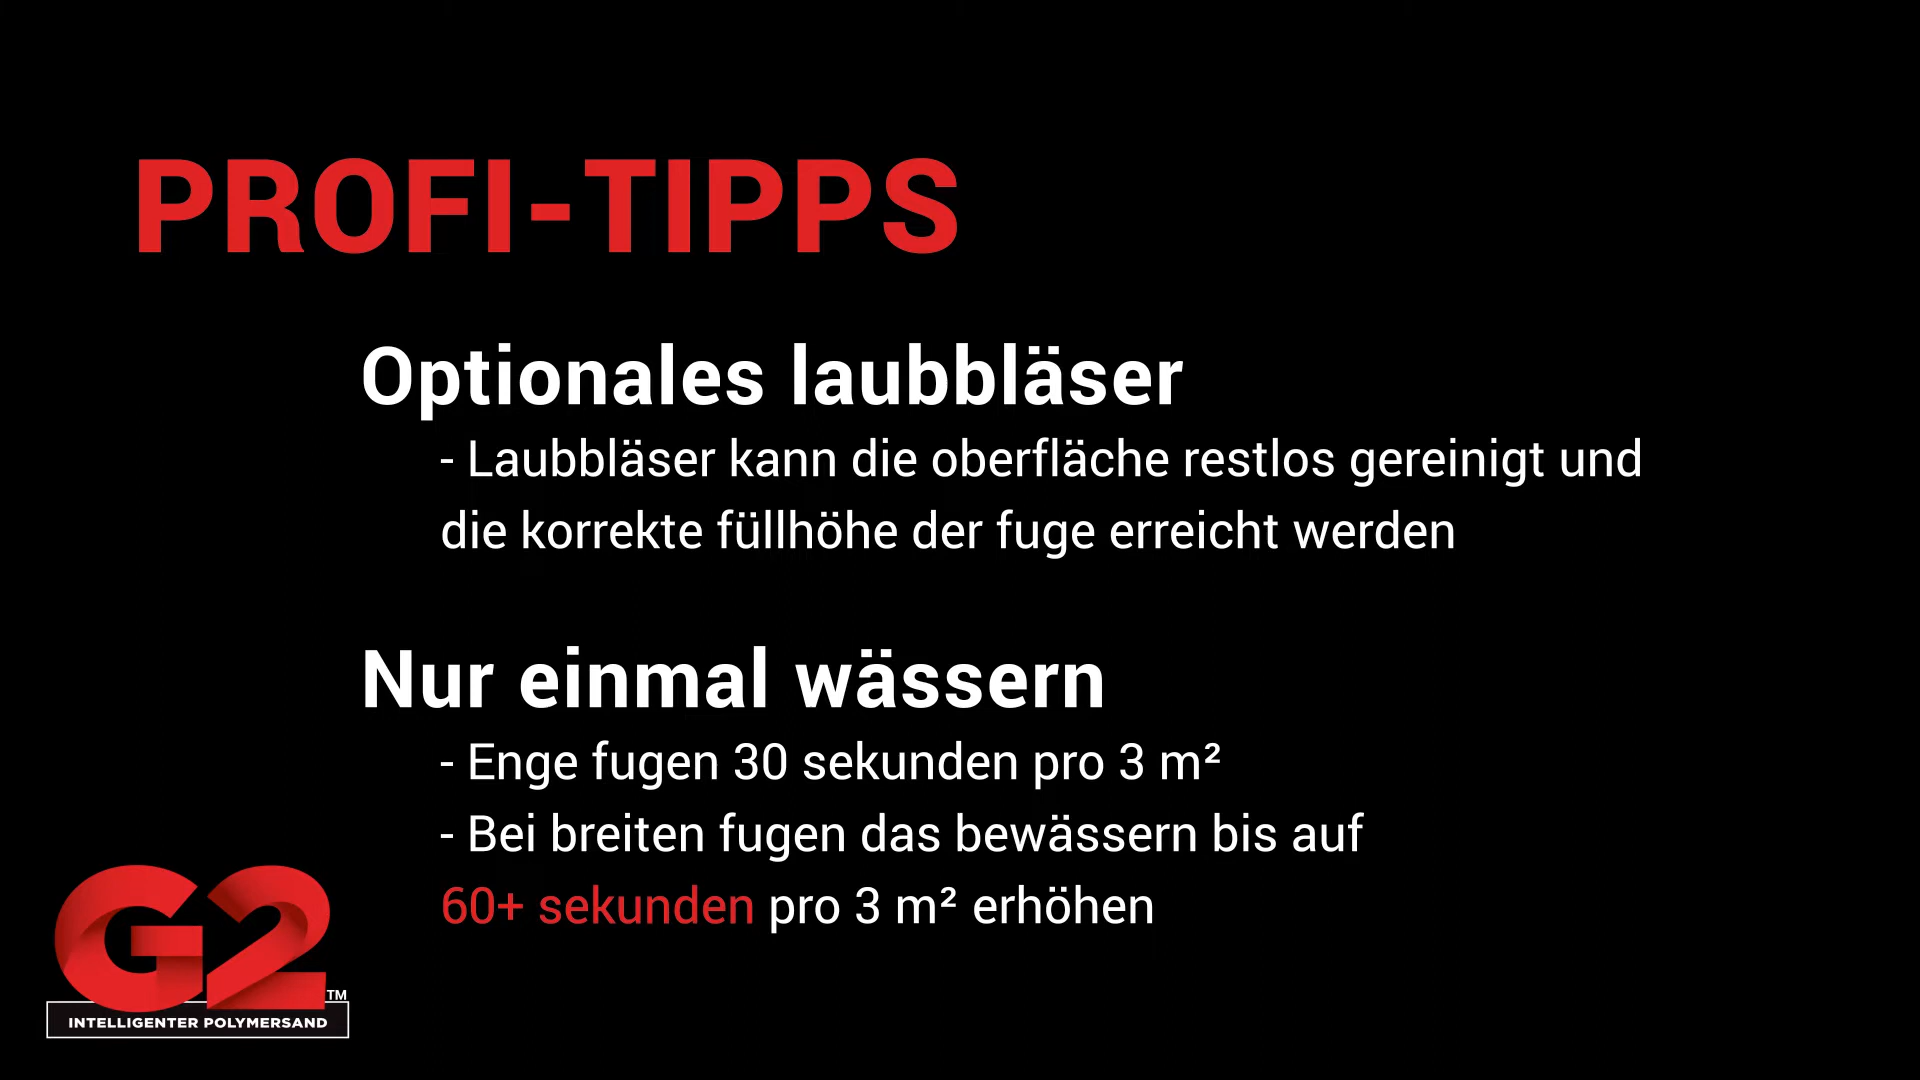 PROFI-TIPPS
Optionales laubbläser
- Laubbläser kann die oberfläche restlos gereinigt und
die korrekte füllhöhe der fuge erreicht werden
Nur einmal wässern
- Enge fugen 30 sekunden pro 3 m²
- Bei breiten fugen das bewässern bis auf
60+ sekunden pro 3 m² erhöhen
G2™
INTELLIGENTER POLYMERSAND